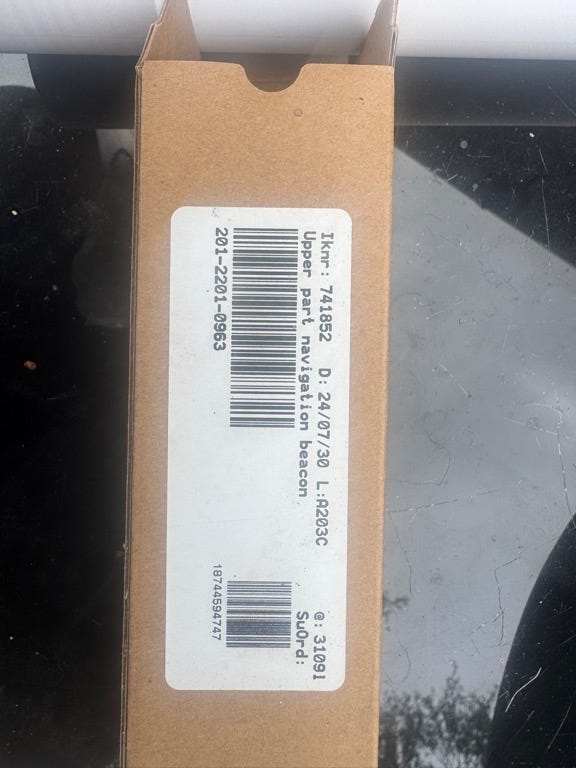 Iknr: 741852 D: 24/07/30 L:A203C @: 31091
Upper part navigation beacon SuOrd:
201-2201-0963
18744594747